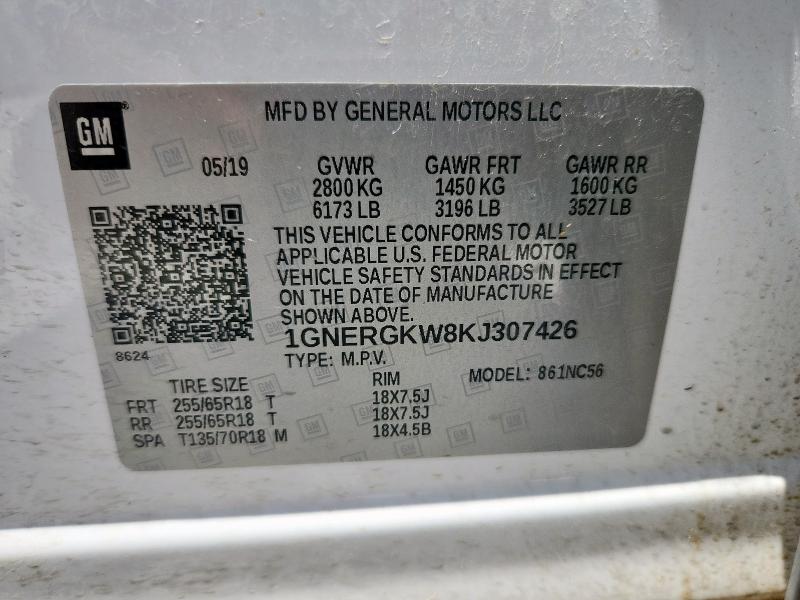 GM®
MFD BY GENERAL MOTORS LLC
05/19 GVWR GAWR FRT GAWR RR
2800 KG 1450 KG 1600 KG
6173 LB 3196 LB 3527 LB
THIS VEHICLE CONFORMS TO ALL
APPLICABLE U.S. FEDERAL MOTOR
VEHICLE SAFETY STANDARDS IN EFFECT
ON THE DATE OF MANUFACTURE
SHOWN ABOVE.
1GNERGKW8KJ307426
8624
TYPE: M.P.V.
MODEL: 861NC56
TIRE SIZE RIM
FRT 255/65R18 T 18X7.5J
RR 255/65R18 T 18X7.5J
SPA T135/70R18 M 18X4.5B